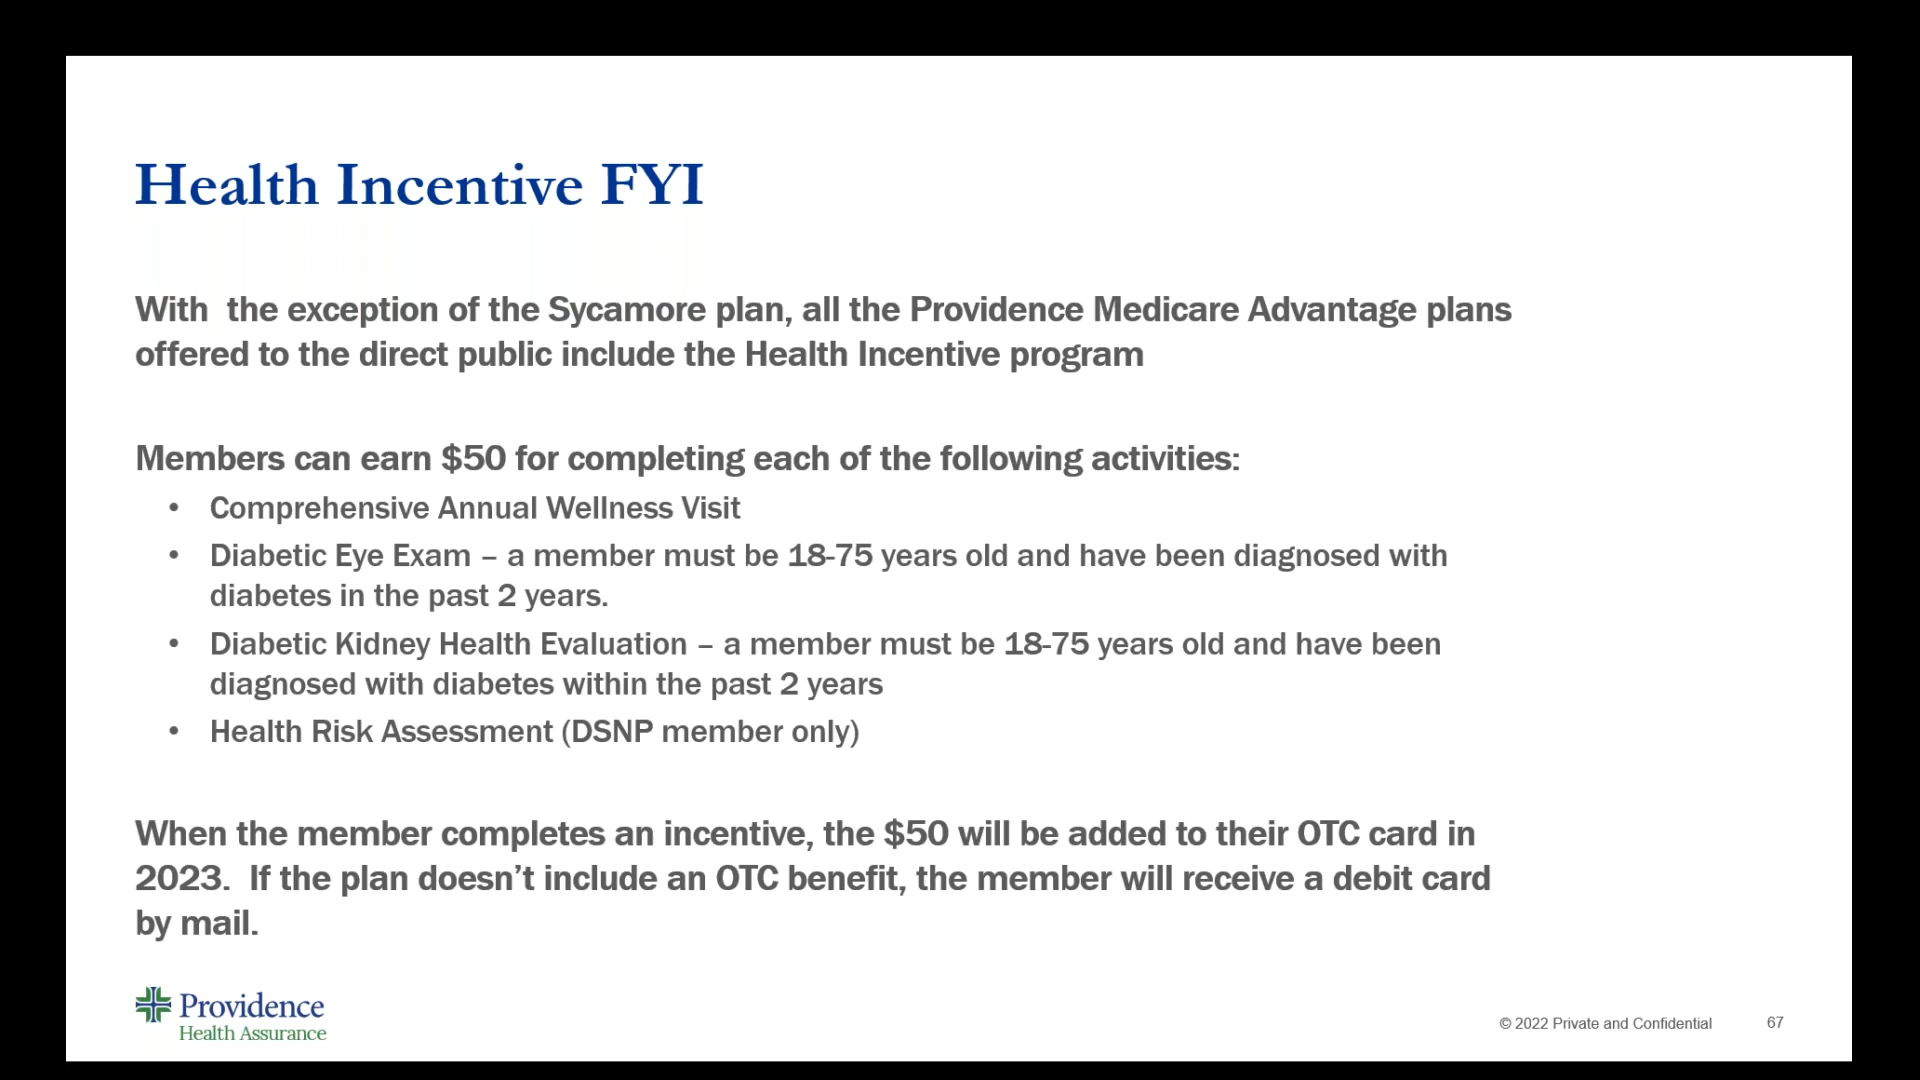 Health Incentive FYI
With  the exception of the Sycamore plan, all the Providence Medicare Advantage plans
offered to the direct public include the Health Incentive program
Members can earn $50 for completing each of the following activities:
• Comprehensive Annual Wellness Visit
• Diabetic Eye Exam – a member must be 18-75 years old and have been diagnosed with
diabetes in the past 2 years.
• Diabetic Kidney Health Evaluation – a member must be 18-75 years old and have been
diagnosed with diabetes within the past 2 years
• Health Risk Assessment (DSNP member only)
When the member completes an incentive, the $50 will be added to their OTC card in
2023.  If the plan doesn’t include an OTC benefit, the member will receive a debit card
by mail.
Providence
Health Assurance
© 2022 Private and Confidential 67